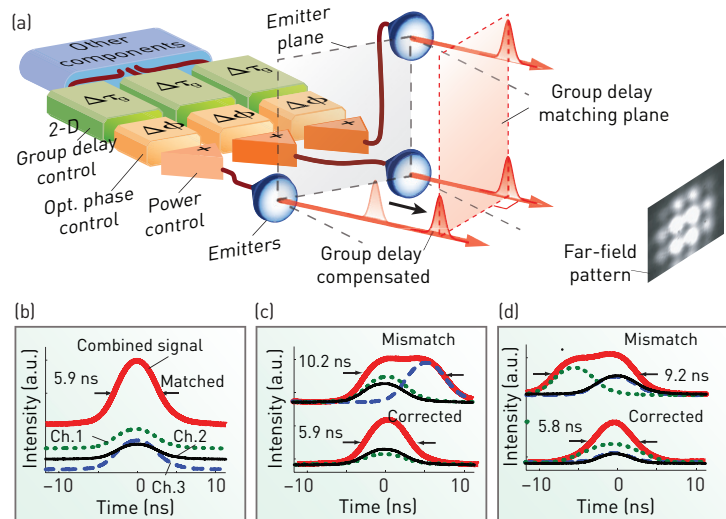 (a)
Other
components
Emitter
plane
Δτg
Δτg
Δτg
Δϕ
Δϕ
Δϕ
+
+
+
2-D
Group delay
control
Opt. phase
control
Power
control
Emitters
Group delay
matching plane
Group delay
compensated
Far-field
pattern
(b)
Combined signal
5.9 ns
Matched
Ch.1
Ch.2
Ch.3
Intensity (a.u.)
−10
0
10
Time (ns)
(c)
Mismatch
10.2 ns
Corrected
5.9 ns
Intensity (a.u.)
−10
0
10
Time (ns)
(d)
Mismatch
9.2 ns
Corrected
5.8 ns
Intensity (a.u.)
−10
0
10
Time (ns)